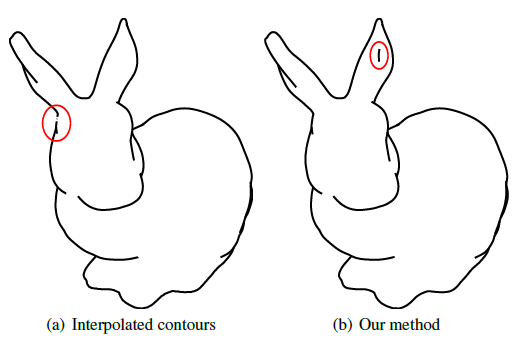 (a) Interpolated contours
(b) Our method